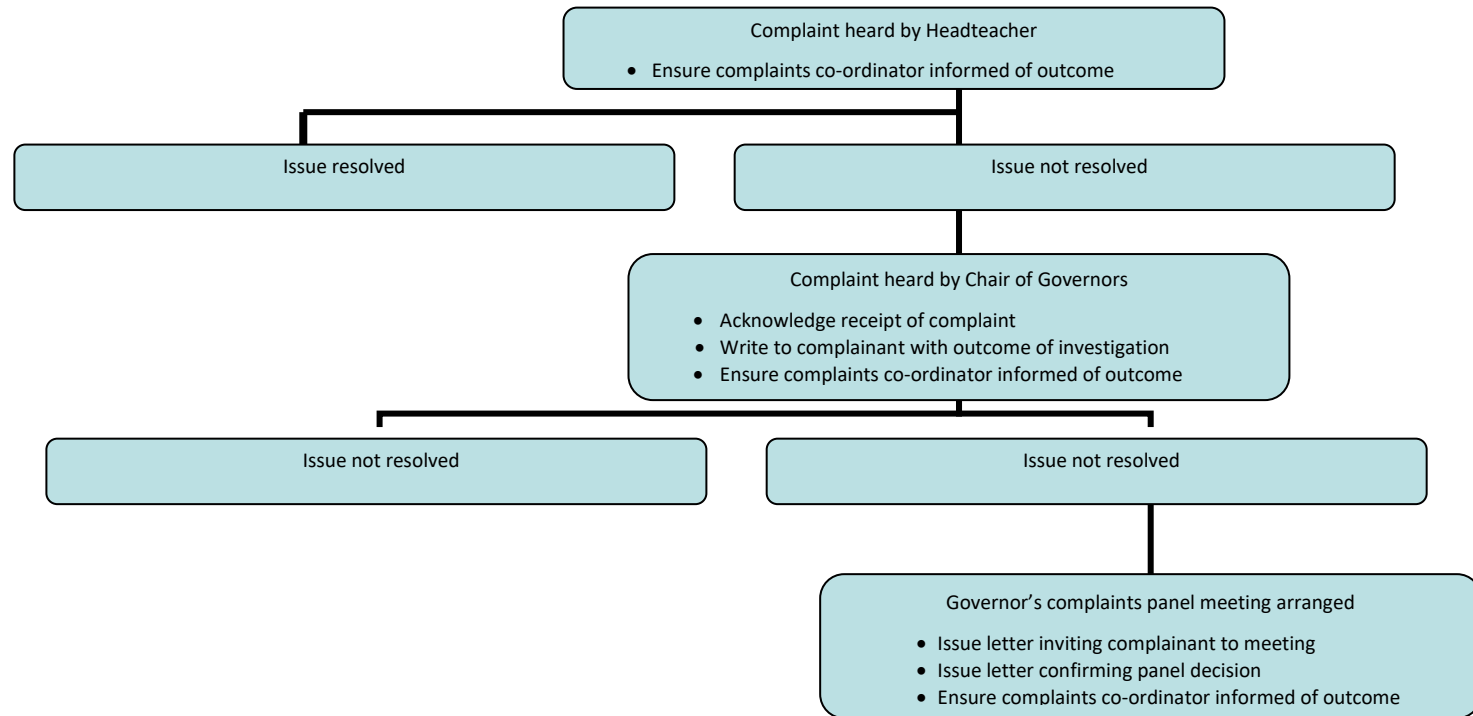 Complaint heard by Headteacher
• Ensure complaints co-ordinator informed of outcome
Issue resolved
Issue not resolved
Complaint heard by Chair of Governors
• Acknowledge receipt of complaint
• Write to complainant with outcome of investigation
• Ensure complaints co-ordinator informed of outcome
Issue not resolved
Issue not resolved
Governor’s complaints panel meeting arranged
• Issue letter inviting complainant to meeting
• Issue letter confirming panel decision
• Ensure complaints co-ordinator informed of outcome